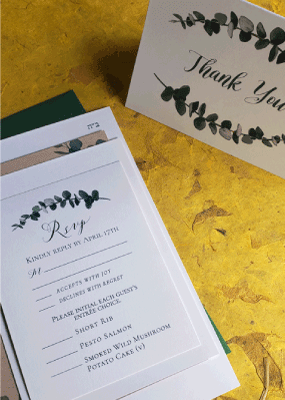 Thank You
ב״ה
Rsvp
Kindly reply by April 17th
M
accepts with joy
declines with regret
Please initial each guest's
entrée choice.
Short Rib
Pesto Salmon
Smoked Wild Mushroom
Potato Cake (v)